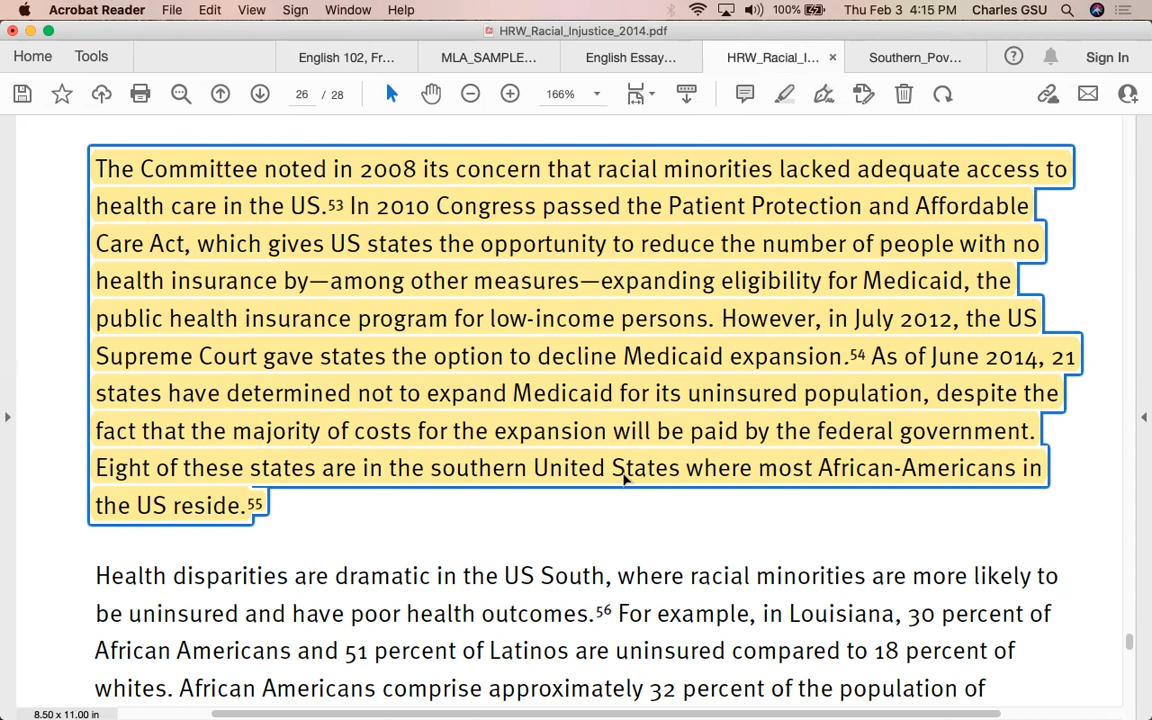 Acrobat Reader File Edit View Sign Window Help 100% Thu Feb 3 4:15 PM Charles GSU
HRW_Racial_Injustice_2014.pdf
Home Tools English 102, Fr... MLA_SAMPLE... English Essay... HRW_Racial_I... × Southern_Pov... Sign In
26 / 28 166%
The Committee noted in 2008 its concern that racial minorities lacked adequate access to
health care in the US.53 In 2010 Congress passed the Patient Protection and Affordable
Care Act, which gives US states the opportunity to reduce the number of people with no
health insurance by—among other measures—expanding eligibility for Medicaid, the
public health insurance program for low-income persons. However, in July 2012, the US
Supreme Court gave states the option to decline Medicaid expansion.54 As of June 2014, 21
states have determined not to expand Medicaid for its uninsured population, despite the
fact that the majority of costs for the expansion will be paid by the federal government.
Eight of these states are in the southern United States where most African-Americans in
the US reside.55
Health disparities are dramatic in the US South, where racial minorities are more likely to
be uninsured and have poor health outcomes.56 For example, in Louisiana, 30 percent of
African Americans and 51 percent of Latinos are uninsured compared to 18 percent of
whites. African Americans comprise approximately 32 percent of the population of
8.50 x 11.00 in